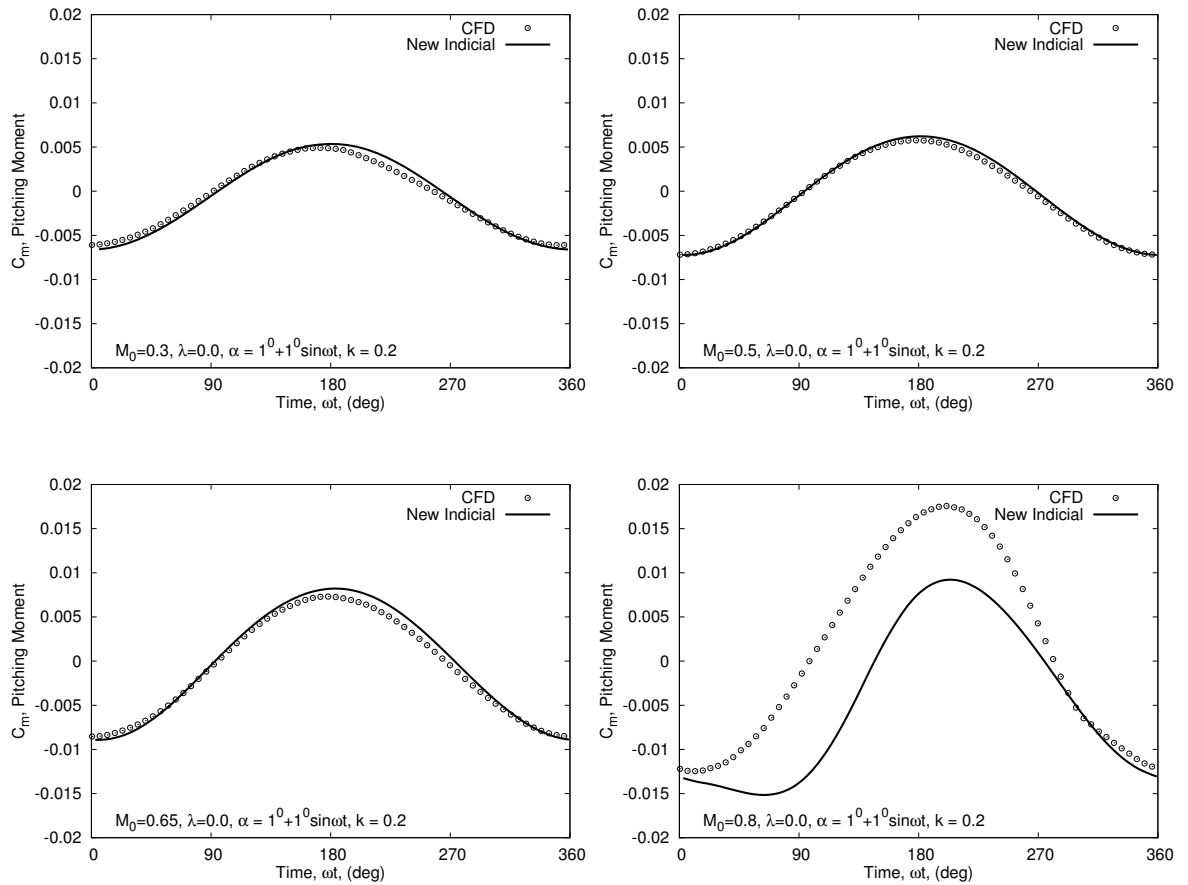 0.02
0.015
0.01
0.005
0
-0.005
-0.01
-0.015
-0.02
0 90 180 270 360
C_m, Pitching Moment
Time, ωt, (deg)
CFD
New Indicial
M_0=0.3, λ=0.0, α = 1^0+1^0sinωt, k = 0.2
0.02
0.015
0.01
0.005
0
-0.005
-0.01
-0.015
-0.02
0 90 180 270 360
C_m, Pitching Moment
Time, ωt, (deg)
CFD
New Indicial
M_0=0.5, λ=0.0, α = 1^0+1^0sinωt, k = 0.2
0.02
0.015
0.01
0.005
0
-0.005
-0.01
-0.015
-0.02
0 90 180 270 360
C_m, Pitching Moment
Time, ωt, (deg)
CFD
New Indicial
M_0=0.65, λ=0.0, α = 1^0+1^0sinωt, k = 0.2
0.02
0.015
0.01
0.005
0
-0.005
-0.01
-0.015
-0.02
0 90 180 270 360
C_m, Pitching Moment
Time, ωt, (deg)
CFD
New Indicial
M_0=0.8, λ=0.0, α = 1^0+1^0sinωt, k = 0.2